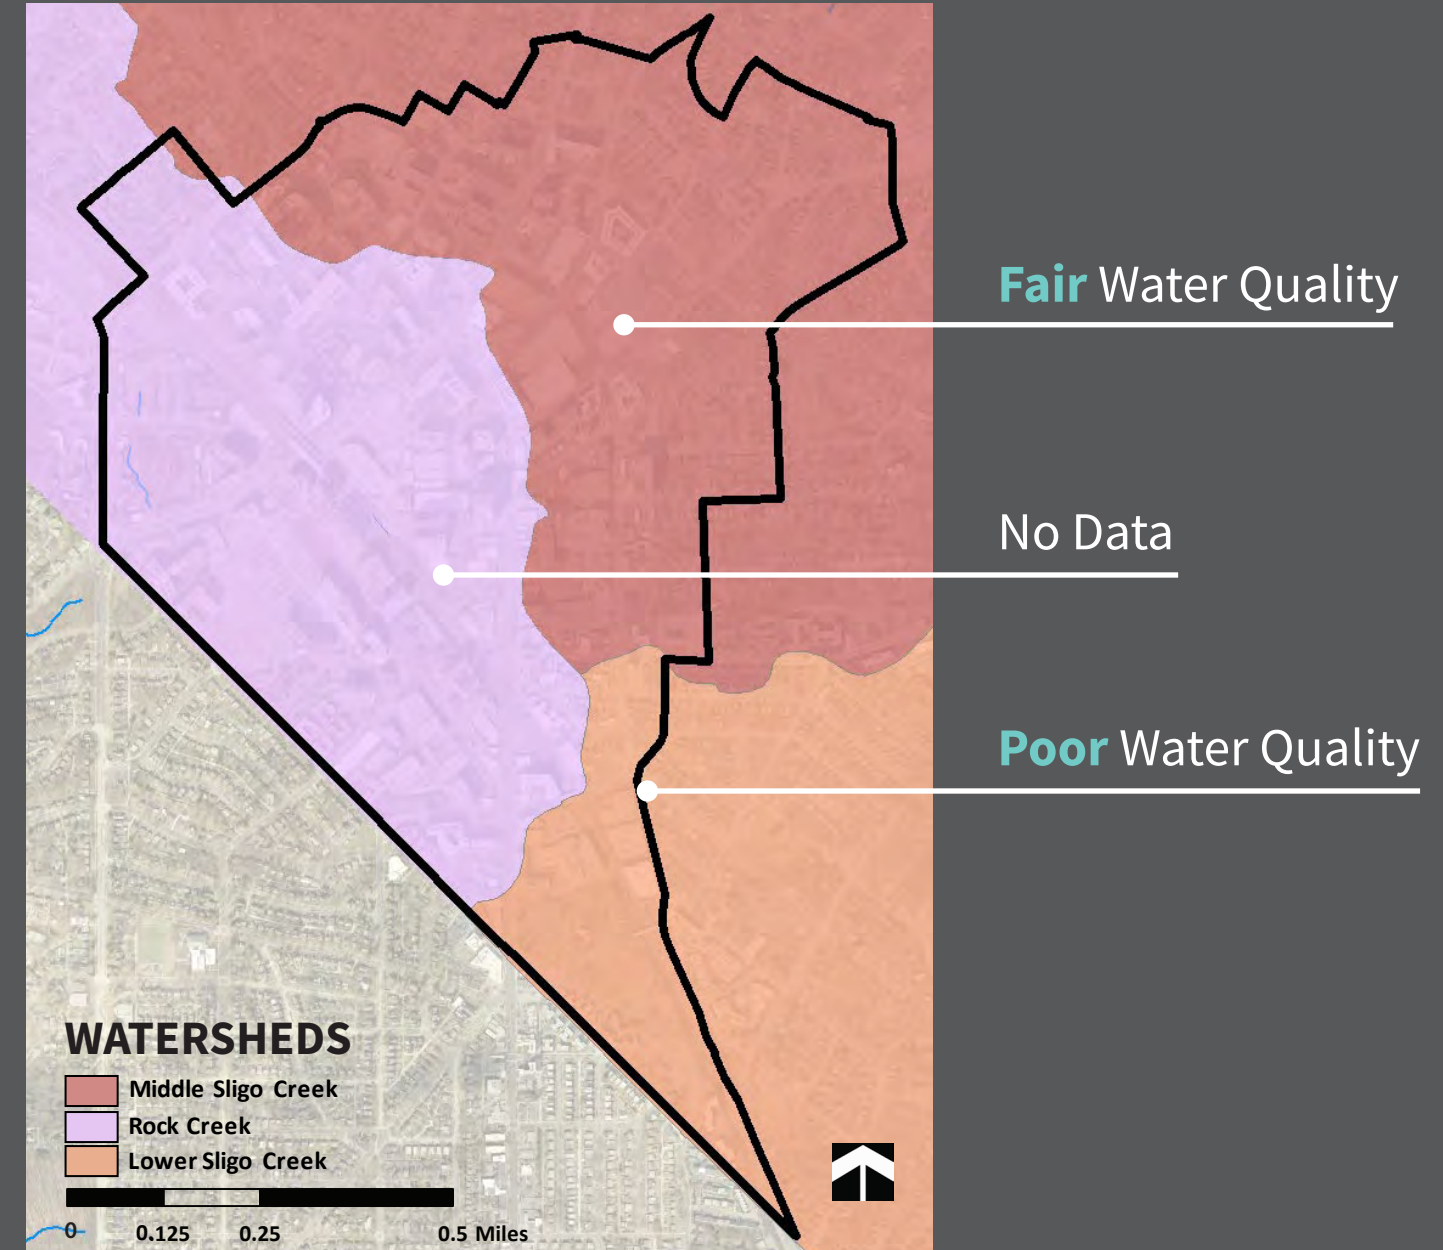 Fair Water Quality
No Data
Poor Water Quality
WATERSHEDS
Middle Sligo Creek
Rock Creek
Lower Sligo Creek
0 0.125 0.25 0.5 Miles